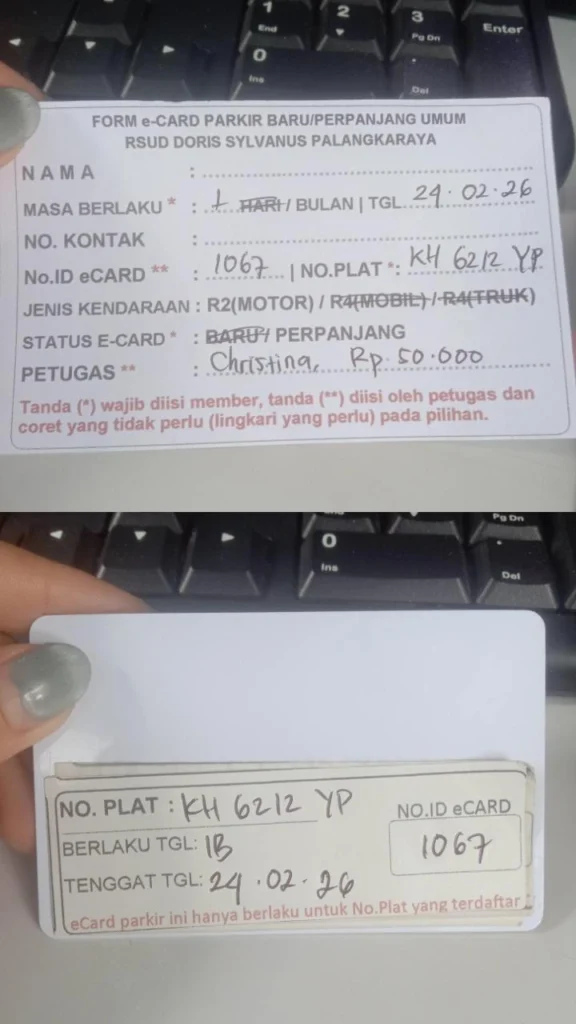 1
End
2
3
Pg Dn
Enter
0
Ins
.
Del
FORM e-CARD PARKIR BARU/PERPANJANG UMUM
RSUD DORIS SYLVANUS PALANGKARAYA
NAMA :
MASA BERLAKU * : 1 HARI / BULAN | TGL. 24.02.26
NO. KONTAK :
No.ID eCARD ** : 1067 | NO.PLAT *: KH 6212 YP
JENIS KENDARAAN : R2(MOTOR) / R4(MOBIL) / R4(TRUK)
STATUS E-CARD * : BARU / PERPANJANG
PETUGAS ** : Christina, Rp. 50.000
Tanda (*) wajib diisi member, tanda (**) diisi oleh petugas dan
coret yang tidak perlu (lingkari yang perlu) pada pilihan.
Pg Dn
0
Ins
.
Del
NO. PLAT : KH 6212 YP
NO.ID eCARD
BERLAKU TGL: 1B
1067
TENGGAT TGL: 24.02.26
eCard parkir ini hanya berlaku untuk No.Plat yang terdaftar